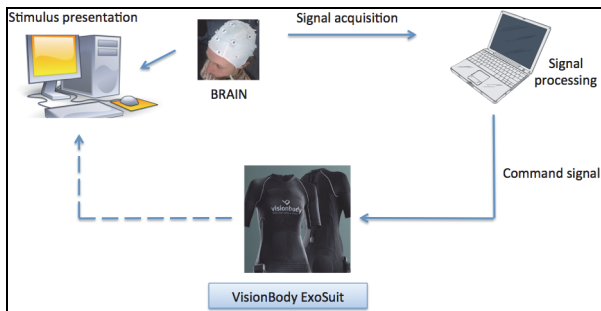 Stimulus presentation
Signal acquisition
BRAIN
Signal
processing
Command signal
visionbody
VisionBody ExoSuit